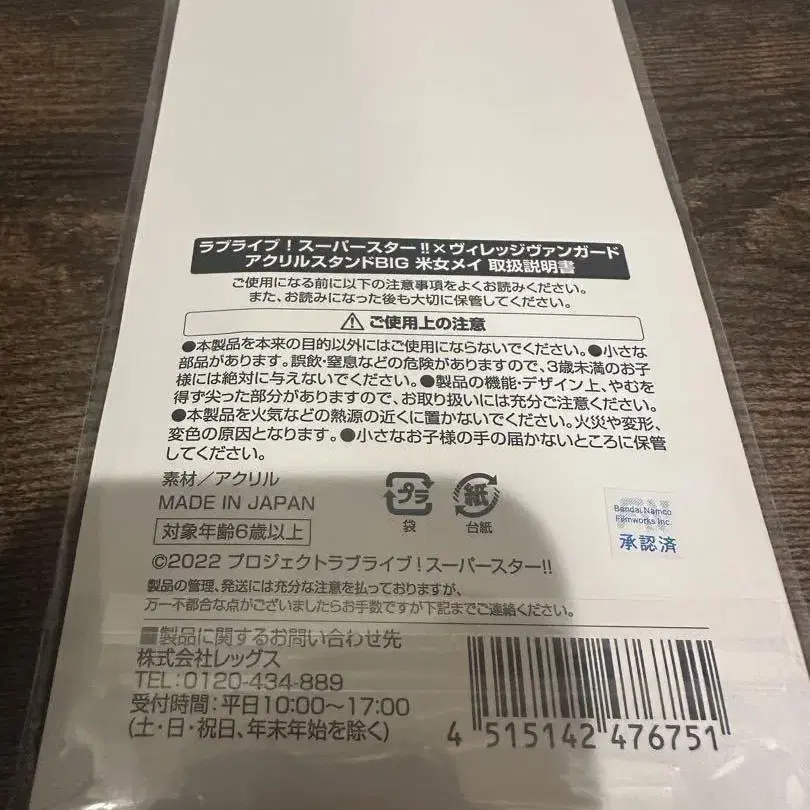 ラブライブ！スーパースター!!×ヴィレッジヴァンガード
アクリルスタンドBIG 米女メイ 取扱説明書
ご使用になる前に以下の注意事項をよくお読みください。
また、お読みになった後も大切に保管してください。
⚠ ご使用上の注意
●本製品を本来の目的以外にはご使用にならないでください。●小さな
部品があります。誤飲・窒息などの危険がありますので、3歳未満のお子
様には絶対に与えないでください。●製品の機能・デザイン上、やむを
得ず尖った部分がありますので、お取り扱いには充分ご注意ください。
●本製品を火気などの熱源の近くに置かないでください。火災や変形、
変色の原因となります。●小さなお子様の手の届かないところに保管
してください。
素材／アクリル
MADE IN JAPAN
対象年齢6歳以上
プラ
袋
紙
台紙
Bandai Namco
Filmworks Inc.
承認済
©2022 プロジェクトラブライブ！スーパースター!!
製品の管理、発送には充分な注意を払っておりますが、
万一不都合な点がございましたらお手数ですが下記までご連絡ください。
■製品に関するお問い合わせ先
株式会社レッグス
TEL:0120-434-889
受付時間：平日10:00〜17:00
(土・日・祝日、年末年始を除く)
4 515142 476751